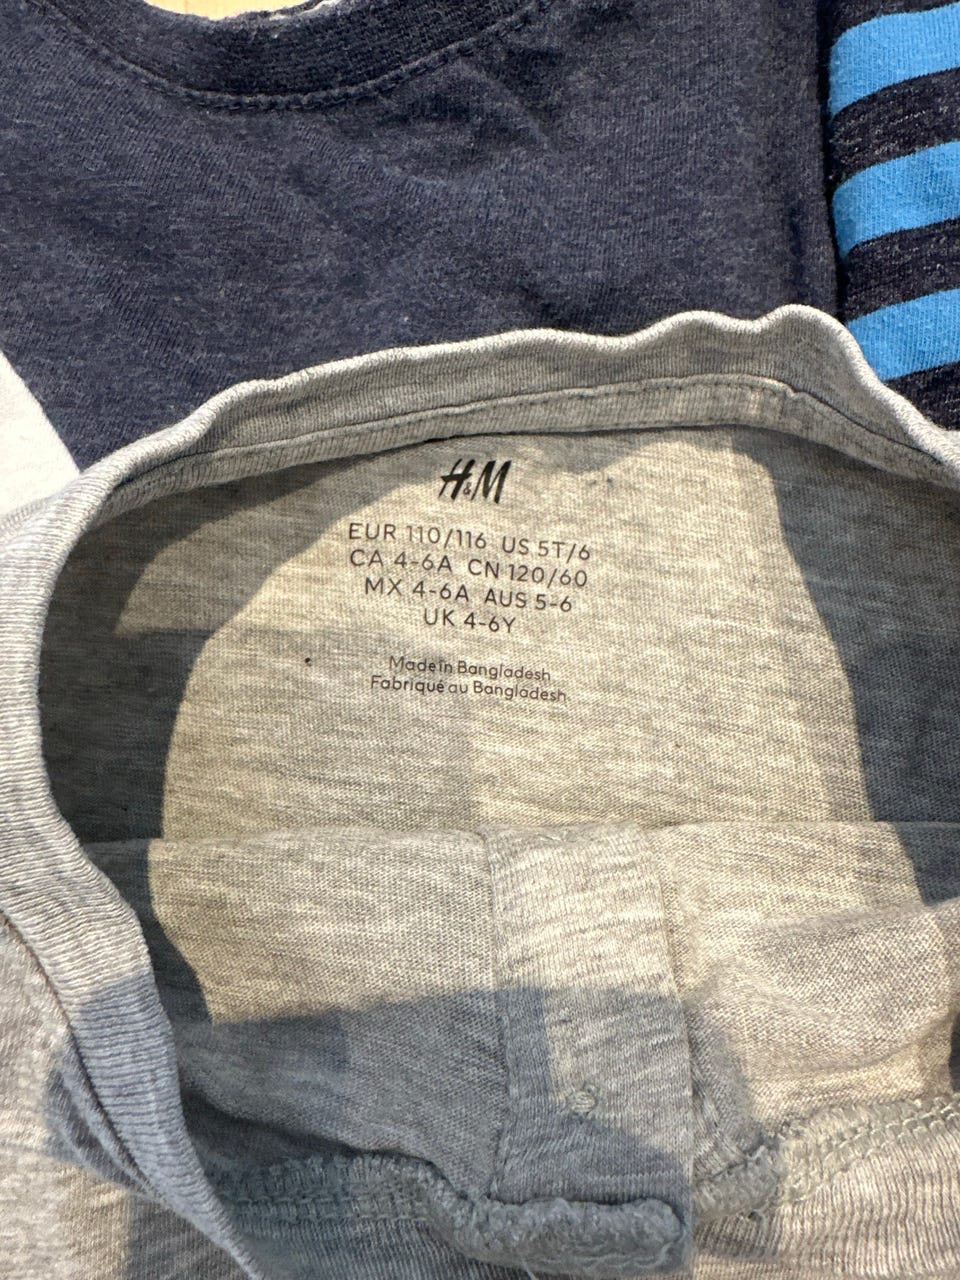 H&M
EUR 110/116 US 5T/6
CA 4-6A CN 120/60
MX 4-6A AUS 5-6
UK 4-6Y
Made in Bangladesh
Fabriqué au Bangladesh